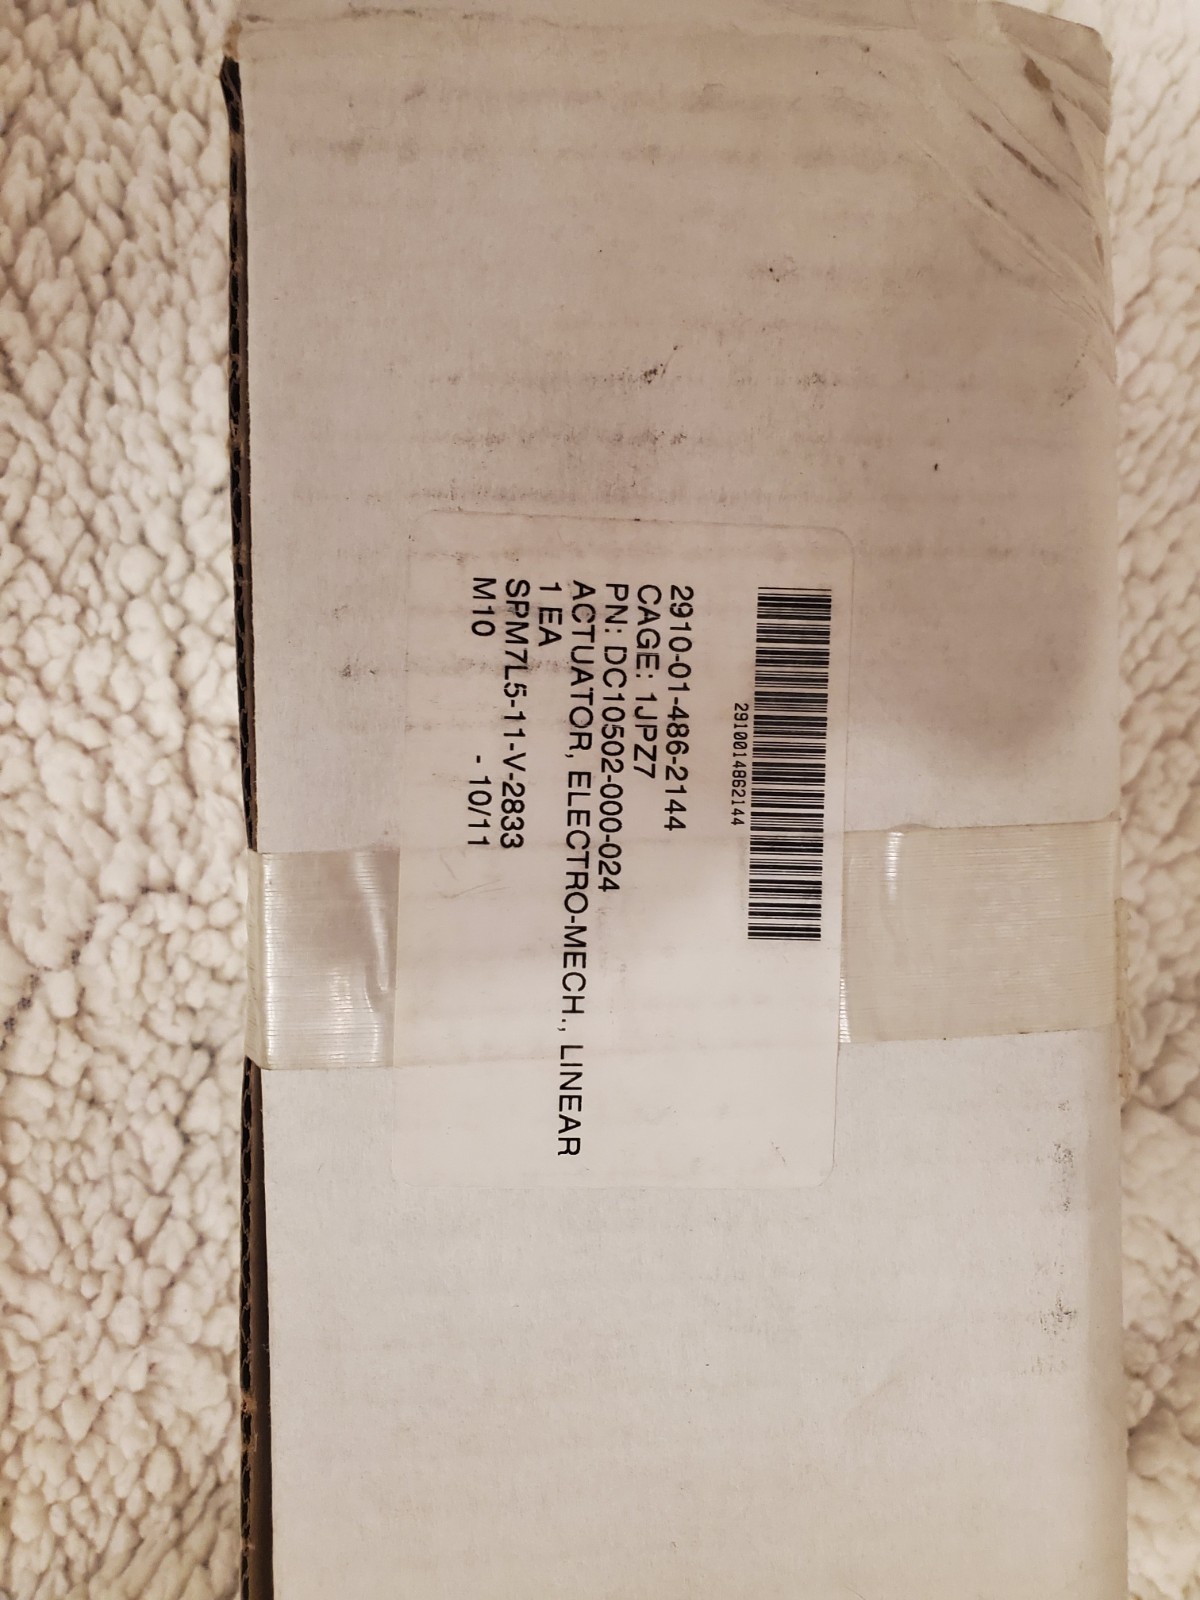 2910014862144
2910-01-486-2144
CAGE: 1JPZ7
PN: DC10502-000-024
ACTUATOR, ELECTRO-MECH., LINEAR
1 EA
SPM7L5-11-V-2833
M10 - 10/11